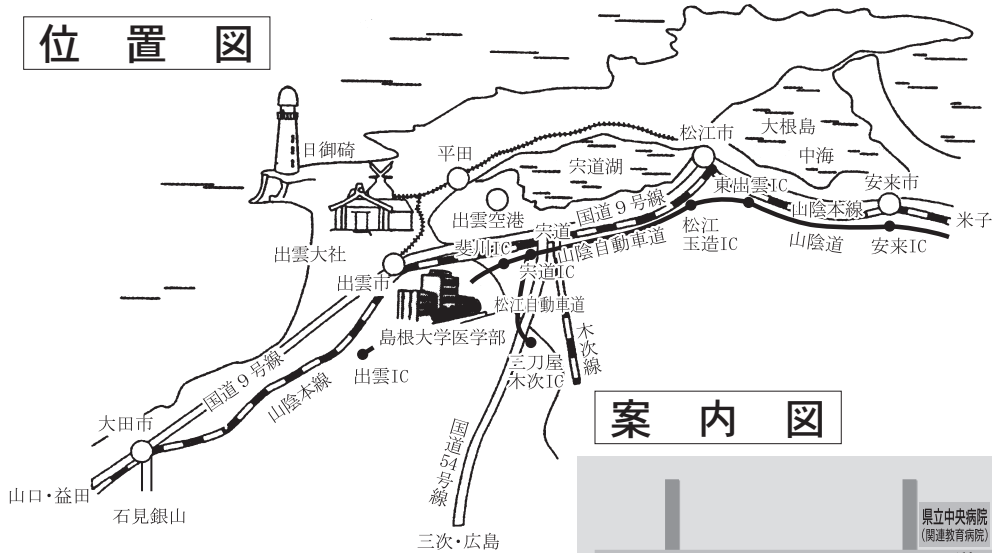 位置図
日御碕
平田
松江市
大根島
中海
宍道湖
東出雲IC
安来市
出雲空港
国道９号線
山陰本線
米子
宍道
斐川IC
山陰自動車道
松江
玉造IC
山陰道
安来IC
出雲大社
出雲市
宍道IC
松江自動車道
島根大学医学部
木次線
三刀屋
木次IC
出雲IC
国道９号線
山陰本線
大田市
国道54号線
山口・益田
石見銀山
三次・広島
案内図
県立中央病院
(関連教育病院)